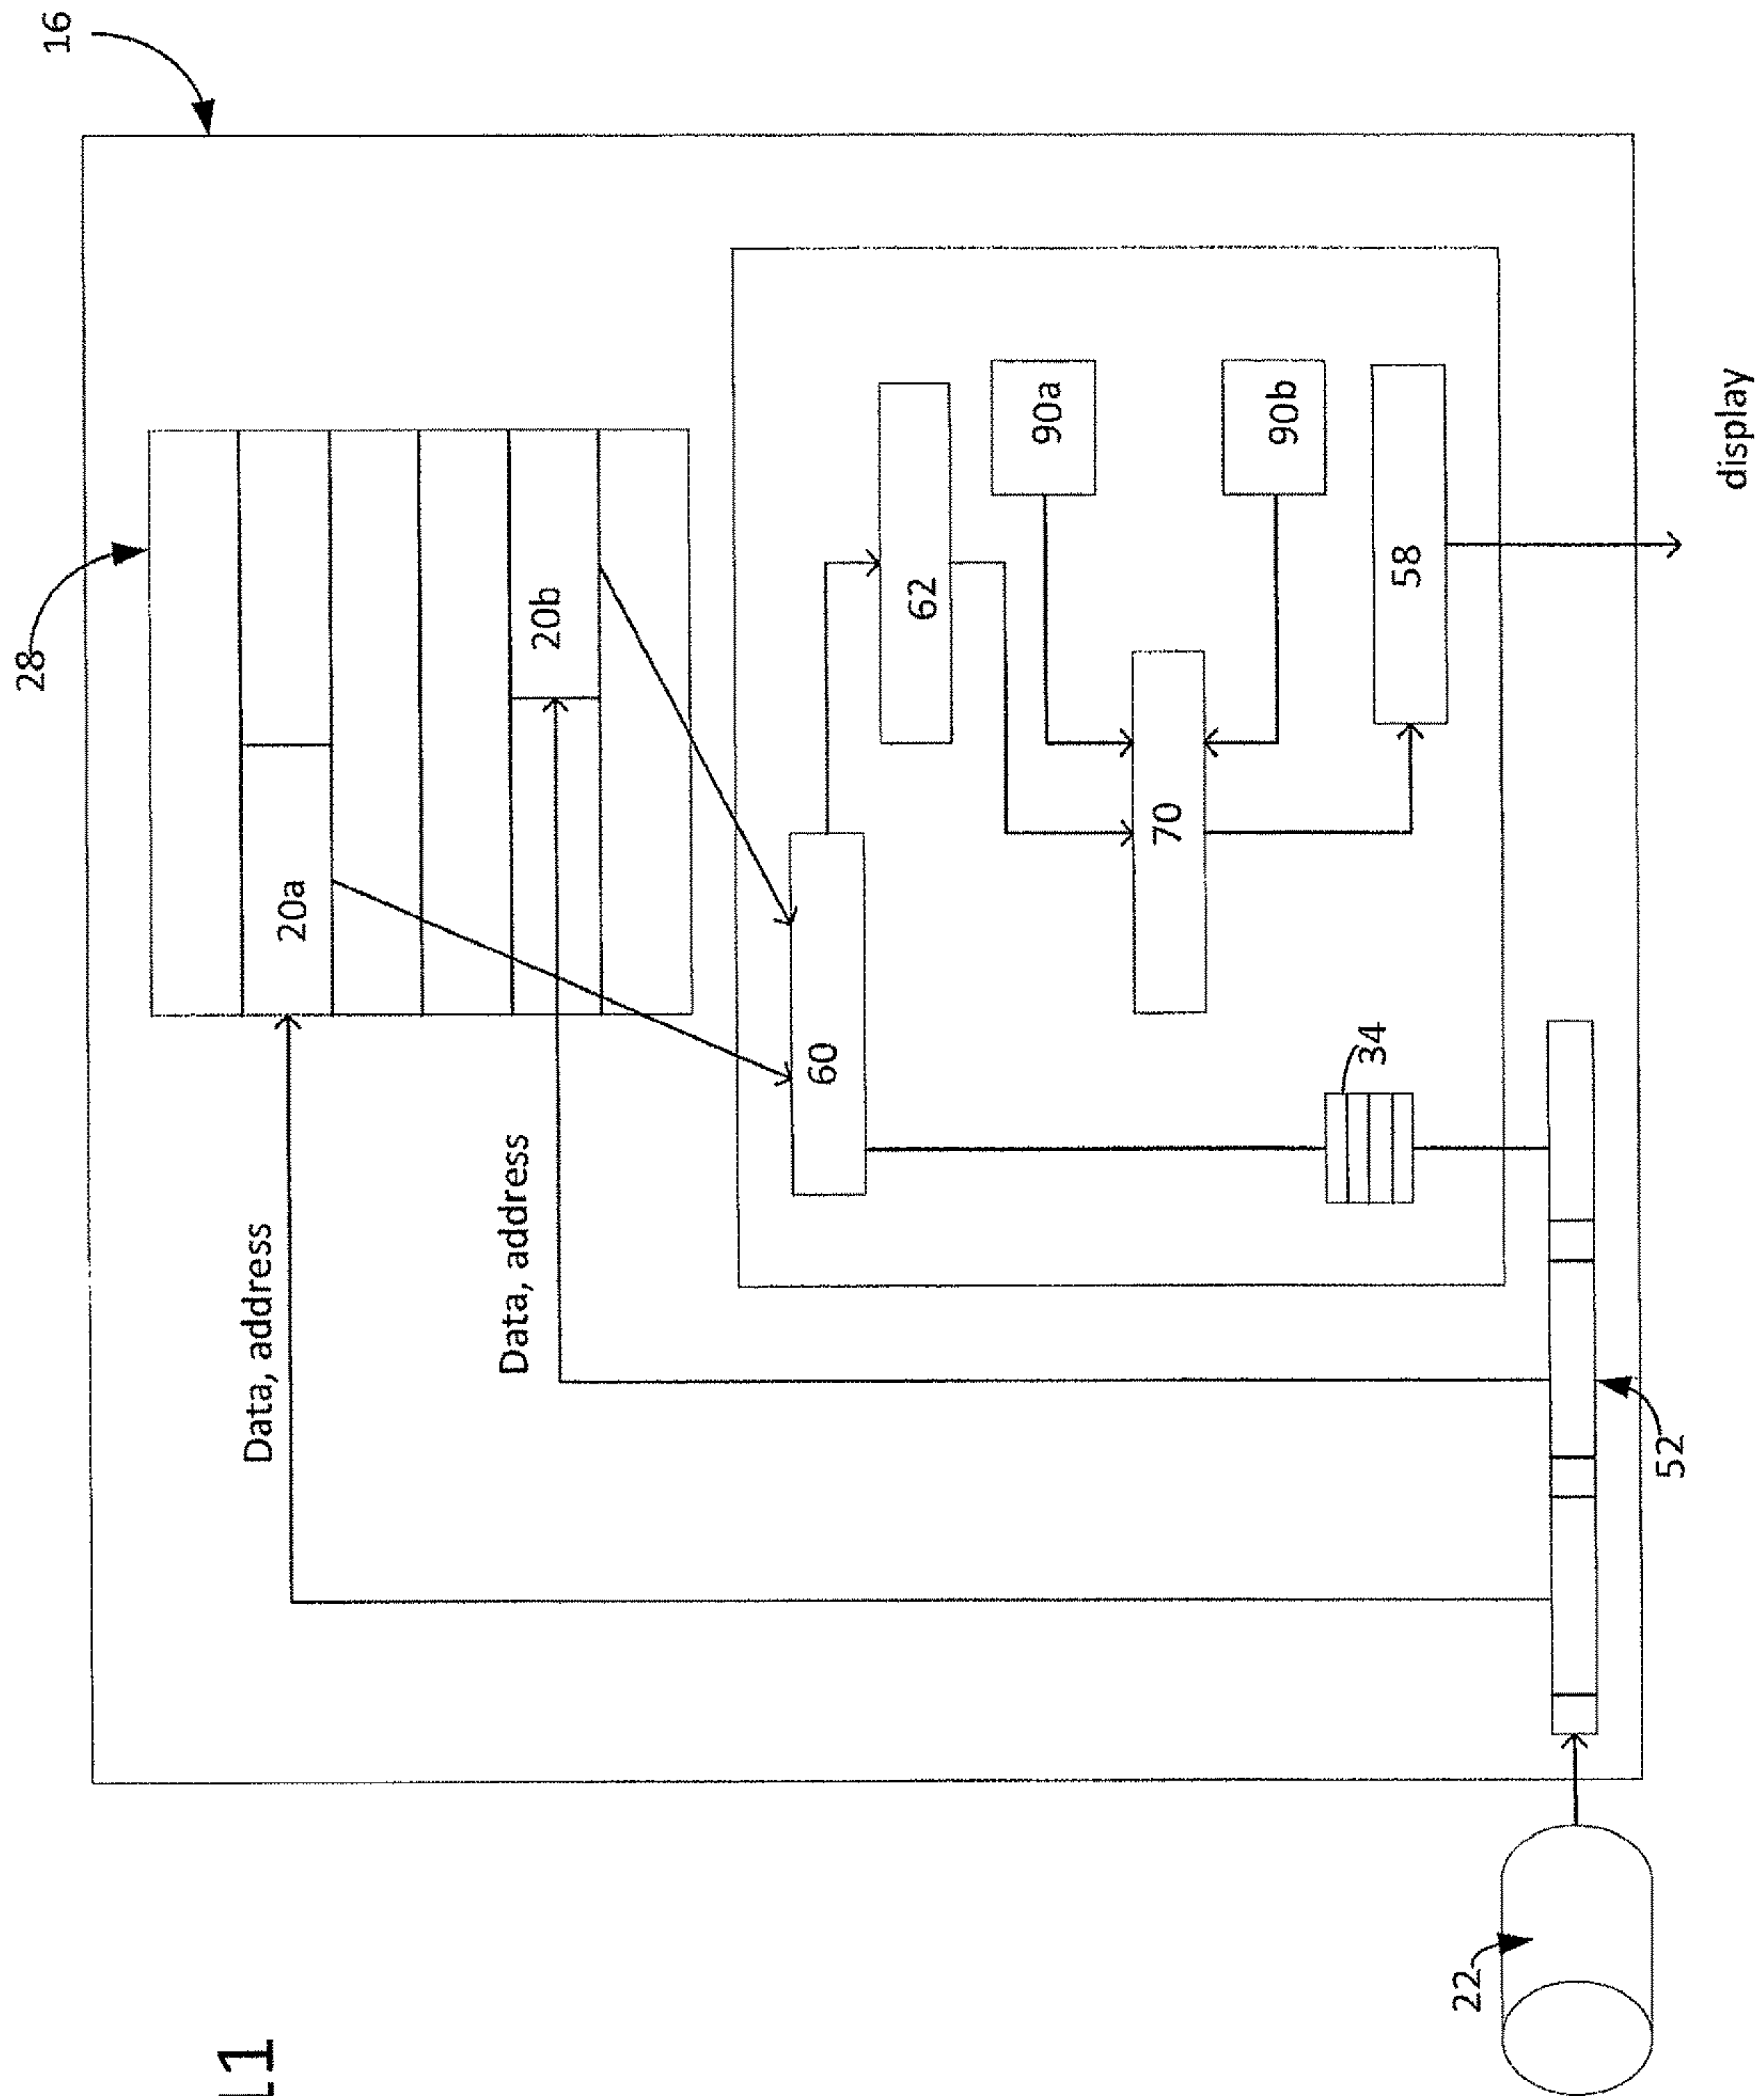 16
28
20a
20b
Data, address
Data, address
60
62
90a
90b
70
58
34
52
22
display
11